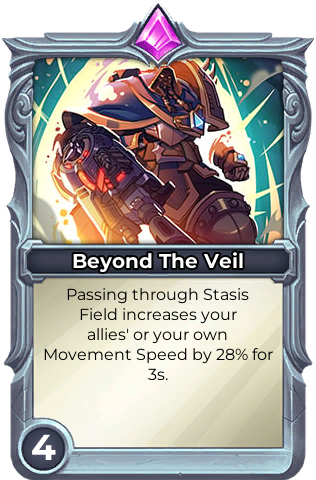 Beyond The Veil
Passing through Stasis
Field increases your
allies' or your own
Movement Speed by 28% for
3s.
4